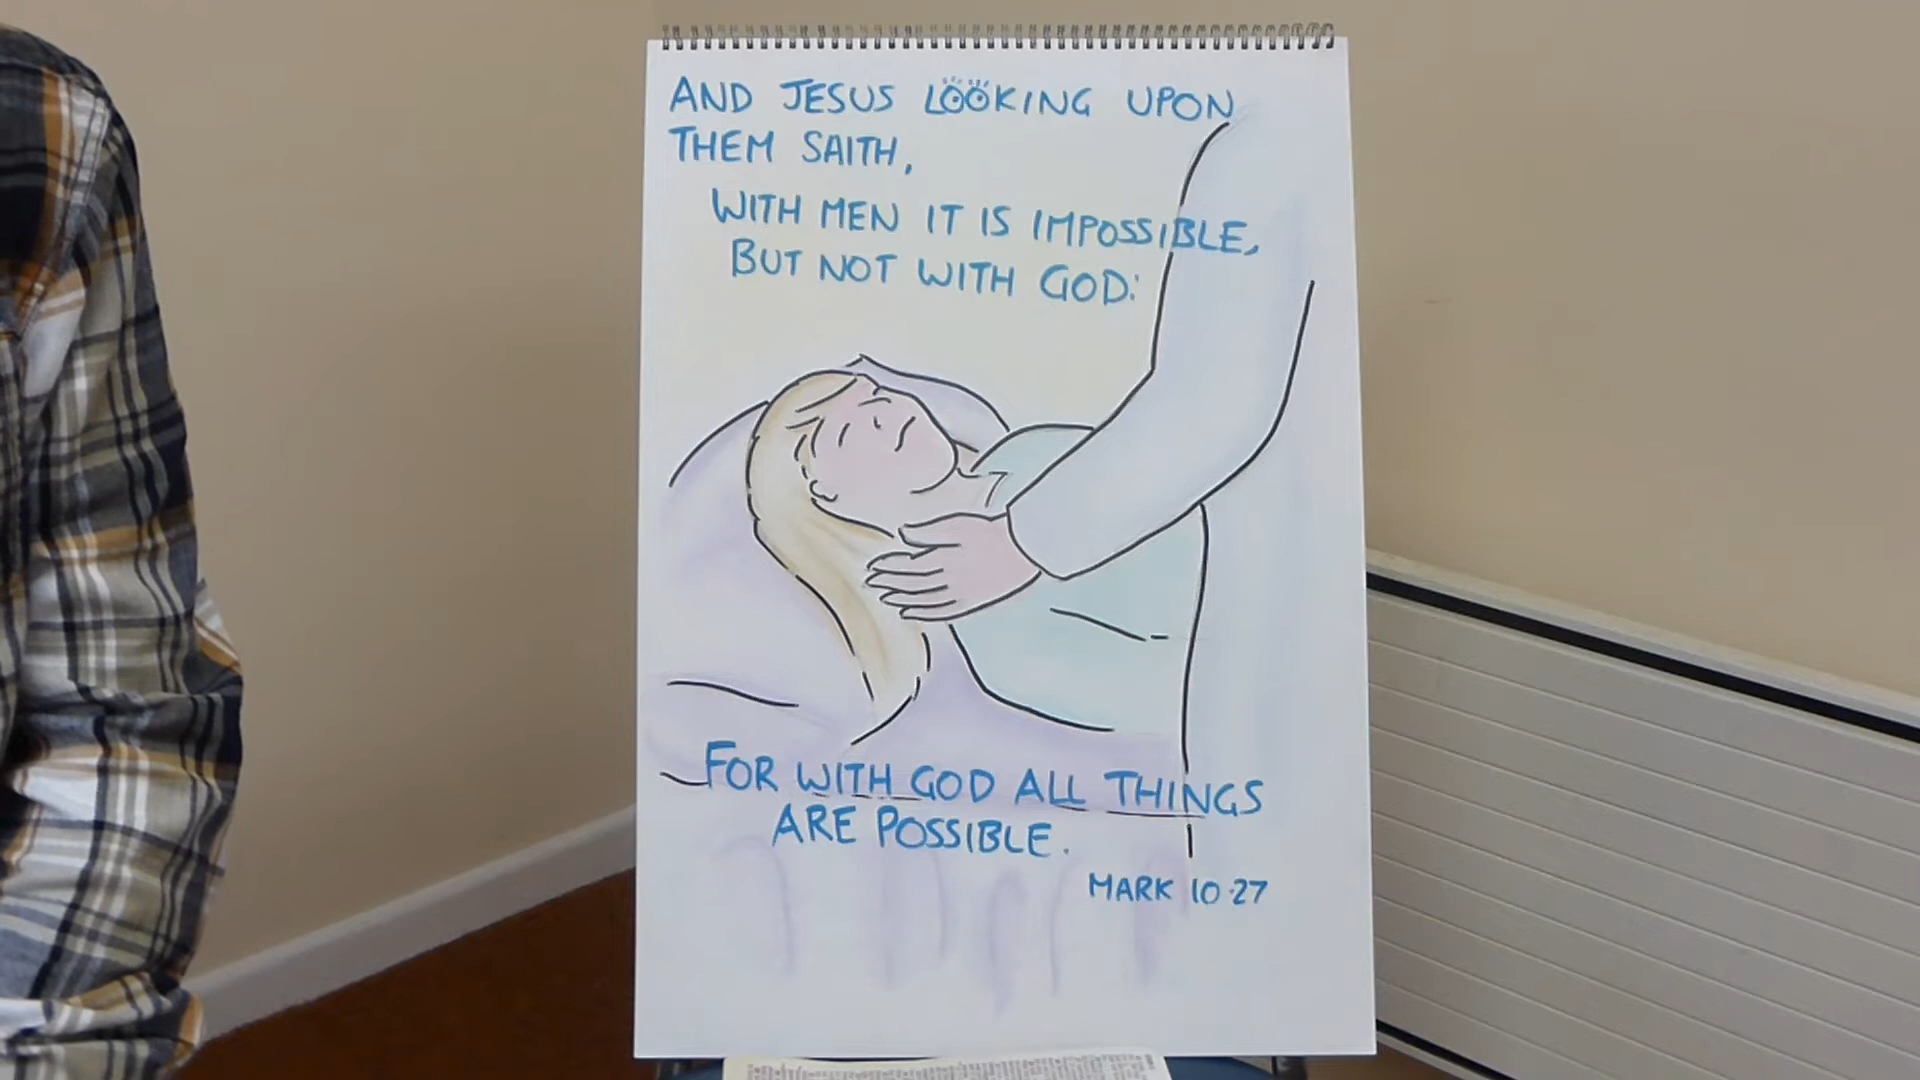 AND JESUS LOOKING UPON
THEM SAITH,
WITH MEN IT IS IMPOSSIBLE,
BUT NOT WITH GOD:
FOR WITH GOD ALL THINGS
ARE POSSIBLE.
MARK 10.27